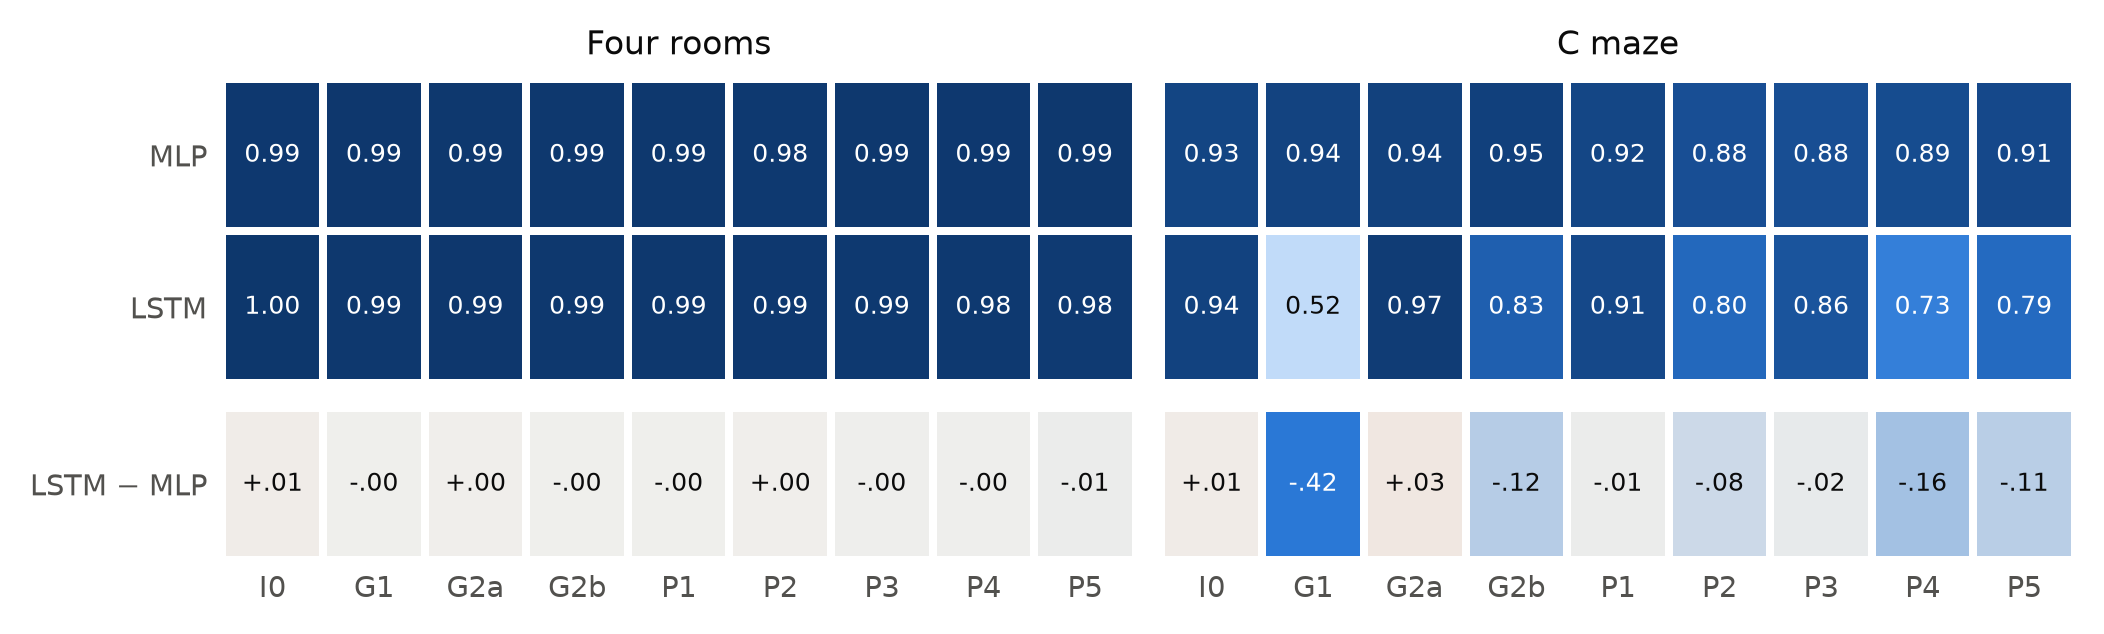 Four rooms C maze
MLP 0.99 0.99 0.99 0.99 0.99 0.98 0.99 0.99 0.99 0.93 0.94 0.94 0.95 0.92 0.88 0.88 0.89 0.91
LSTM 1.00 0.99 0.99 0.99 0.99 0.99 0.99 0.98 0.98 0.94 0.52 0.97 0.83 0.91 0.80 0.86 0.73 0.79
LSTM − MLP +.01 -.00 +.00 -.00 -.00 +.00 -.00 -.00 -.01 +.01 -.42 +.03 -.12 -.01 -.08 -.02 -.16 -.11
I0 G1 G2a G2b P1 P2 P3 P4 P5 I0 G1 G2a G2b P1 P2 P3 P4 P5